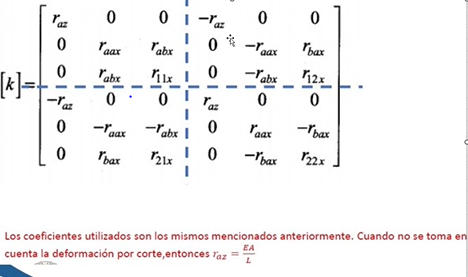 r_az 0 0 -r_az 0 0
0 r_aax r_abx 0 -r_aax r_bax
0 r_abx r_11x 0 -r_abx r_12x
[k]=
-r_az 0 0 r_az 0 0
0 -r_aax -r_abx 0 r_aax -r_bax
0 r_bax r_21x 0 -r_bax r_22x
Los coeficientes utilizados son los mismos mencionados anteriormente. Cuando no se toma en
cuenta la deformación por corte,entonces r_az = EA/L